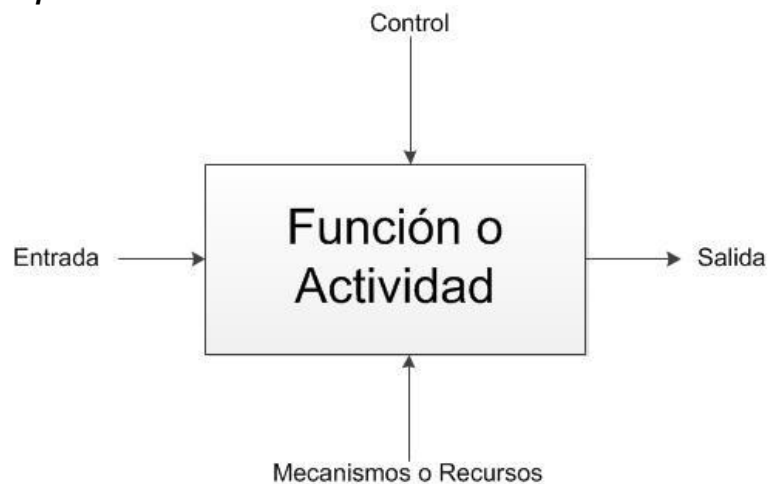 Control
Función o
Actividad
Entrada
Salida
Mecanismos o Recursos